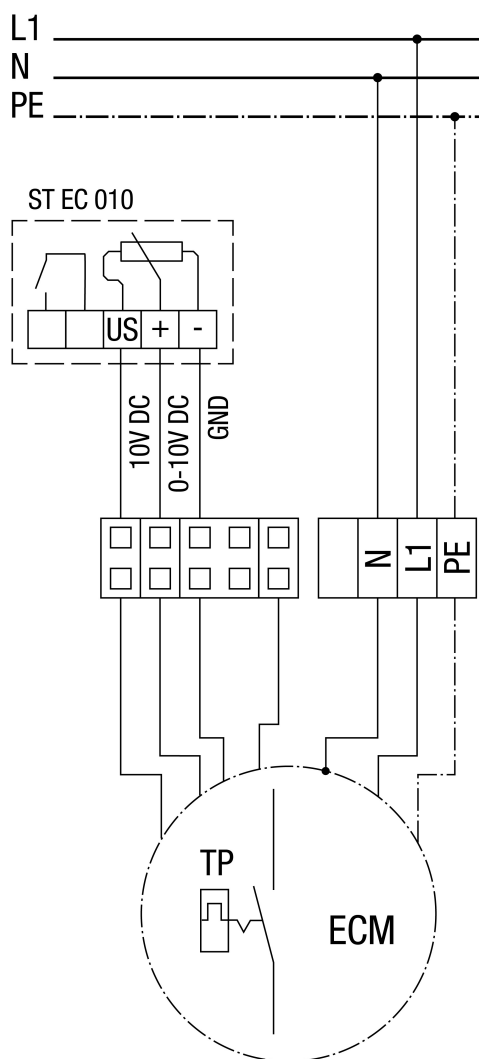 L1
N
PE
ST EC 010
US + -
10V DC
0-10V DC
GND
N L1 PE
TP
ECM